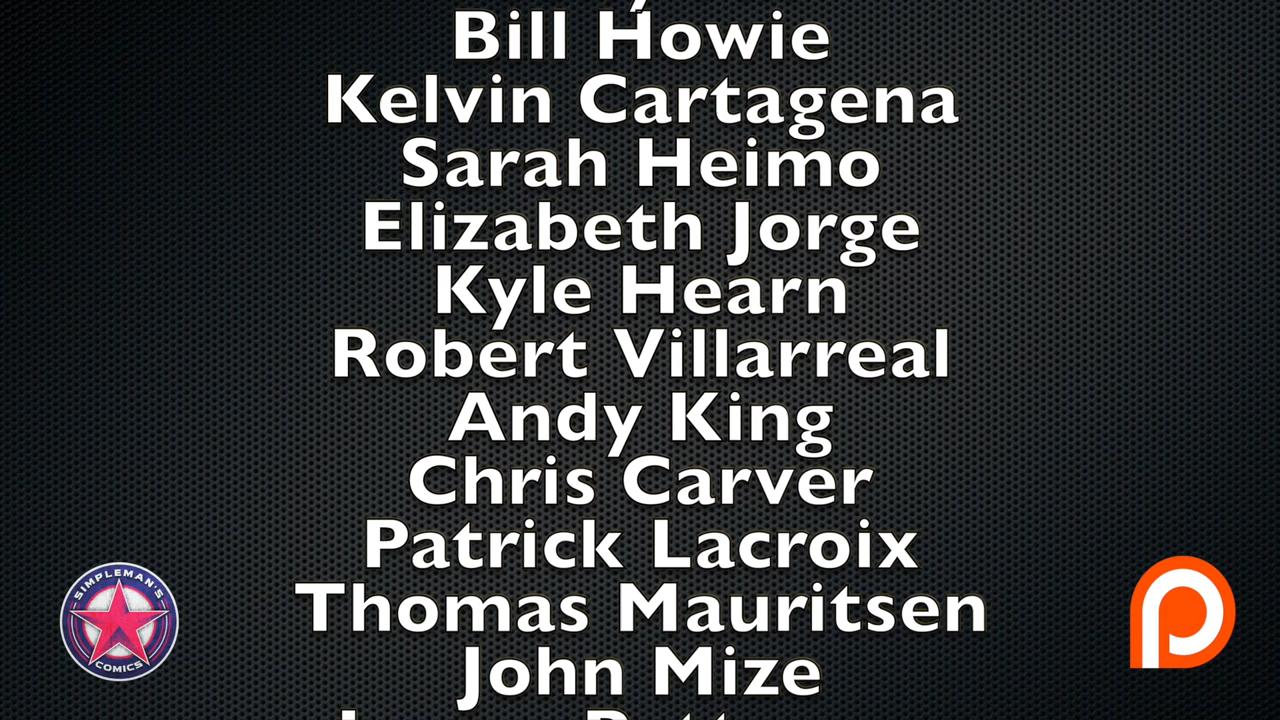 Bill Howie
Kelvin Cartagena
Sarah Heimo
Elizabeth Jorge
Kyle Hearn
Robert Villarreal
Andy King
Chris Carver
Patrick Lacroix
Thomas Mauritsen
John Mize
SIMPLEMAN'S
COMICS